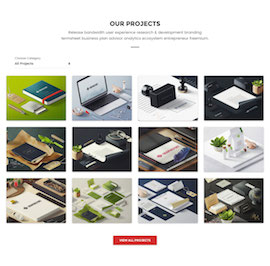 OUR PROJECTS
Release bandwidth user experience research & development branding
termsheet business plan advisor analytics ecosystem entrepreneur freemium.
Choose Category
All Projects
VIEW ALL PROJECTS